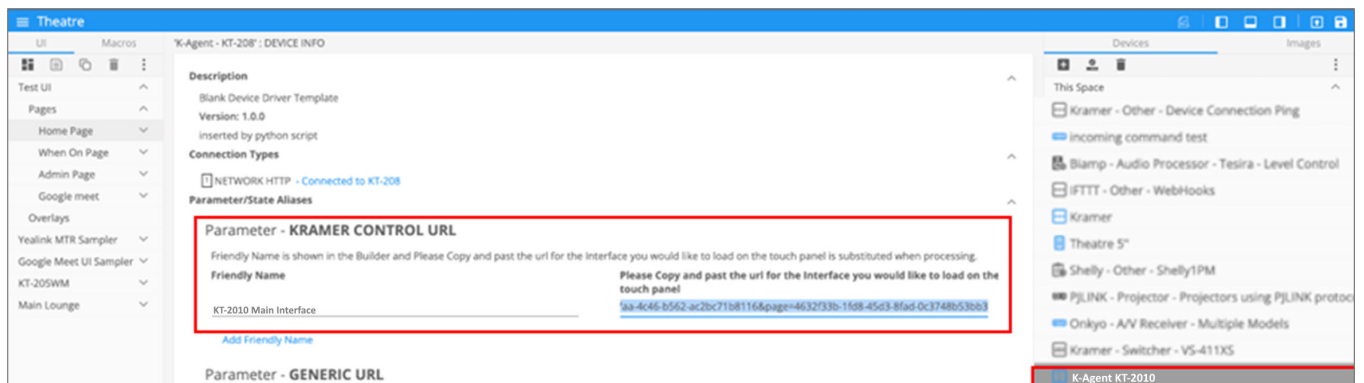 Theatre
UI Macros
Test UI
Pages
Home Page
When On Page
Admin Page
Google meet
Overlays
Yealink MTR Sampler
Google Meet UI Sampler
KT-205WM
Main Lounge
'K-Agent - KT-208' : DEVICE INFO
Description
Blank Device Driver Template
Version: 1.0.0
inserted by python script
Connection Types
1 NETWORK HTTP - Connected to KT-208
Parameter/State Aliases
Parameter - KRAMER CONTROL URL
Friendly Name is shown in the Builder and Please Copy and past the url for the Interface you would like to load on the touch panel is substituted when processing.
Friendly Name
KT-2010 Main Interface
Please Copy and past the url for the Interface you would like to load on the
touch panel
'aa-4c46-b562-ac2bc71b8116&page=4632f33b-1fd8-45d3-8fad-0c3748b53bb3
Add Friendly Name
Parameter - GENERIC URL
Devices Images
This Space
Kramer - Other - Device Connection Ping
incoming command test
Biamp - Audio Processor - Tesira - Level Control
IFTTT - Other - WebHooks
Kramer
Theatre 5"
Shelly - Other - Shelly1PM
PJLINK - Projector - Projectors using PJLINK protoc
Onkyo - A/V Receiver - Multiple Models
Kramer - Switcher - VS-411XS
K-Agent KT-2010